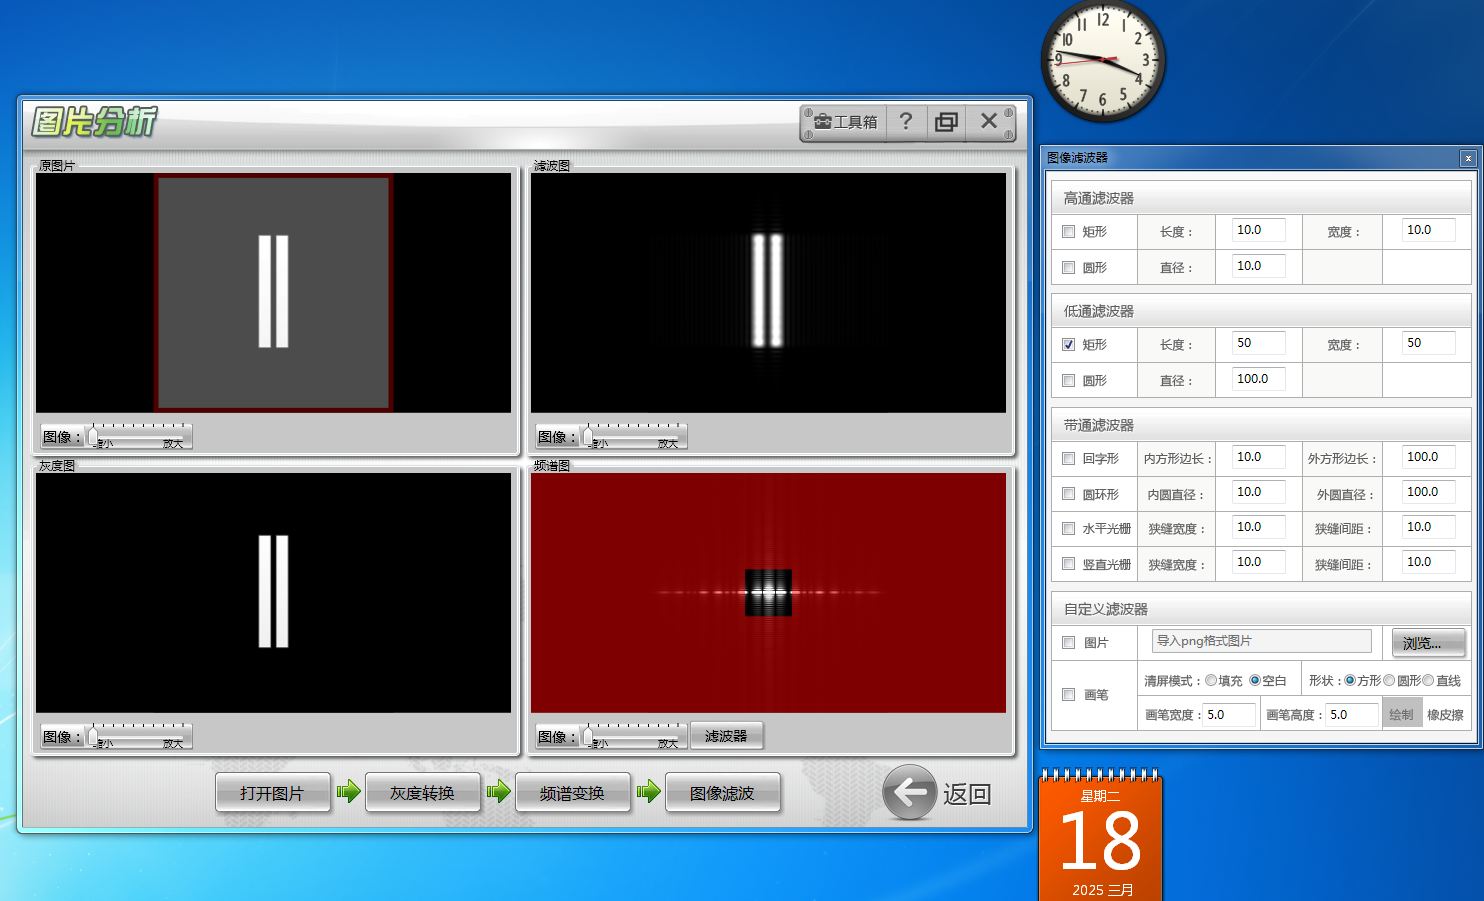 12
11
1
10
2
9
3
8
4
7
5
6
图片分析
工具箱
?
原图片
滤波图
图像：
缩小
放大
图像：
缩小
放大
灰度图
频谱图
图像：
缩小
放大
图像：
缩小
放大
滤波器
打开图片
灰度转换
频谱变换
图像滤波
返回
图像滤波器
x
高通滤波器
矩形 长度： 10.0 宽度： 10.0
圆形 直径： 10.0
低通滤波器
矩形 长度： 50 宽度： 50
圆形 直径： 100.0
带通滤波器
回字形 内方形边长： 10.0 外方形边长： 100.0
圆环形 内圆直径： 10.0 外圆直径： 100.0
水平光栅 狭缝宽度： 10.0 狭缝间距： 10.0
竖直光栅 狭缝宽度： 10.0 狭缝间距： 10.0
自定义滤波器
图片 导入png格式图片 浏览...
画笔 清屏模式： 填充 空白 形状： 方形 圆形 直线
画笔宽度： 5.0 画笔高度： 5.0 绘制 橡皮擦
星期二
18
2025 三月